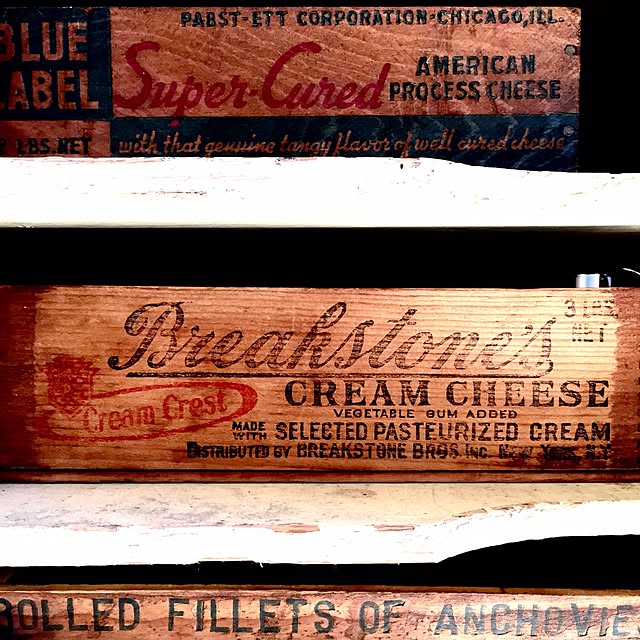 PABST-ETT CORPORATION-CHICAGO,ILL.
BLUE LABEL
Super-Cured
AMERICAN
PROCESS CHEESE
LBS.NET
with that genuine tangy flavor of well cured cheese
Breakstone's
3 LBS.
NET
Cream Crest
CREAM CHEESE
VEGETABLE GUM ADDED
MADE WITH SELECTED PASTEURIZED CREAM
DISTRIBUTED BY BREAKSTONE BROS. INC. NEW YORK, N.Y.
ROLLED FILLETS OF ANCHOVIE